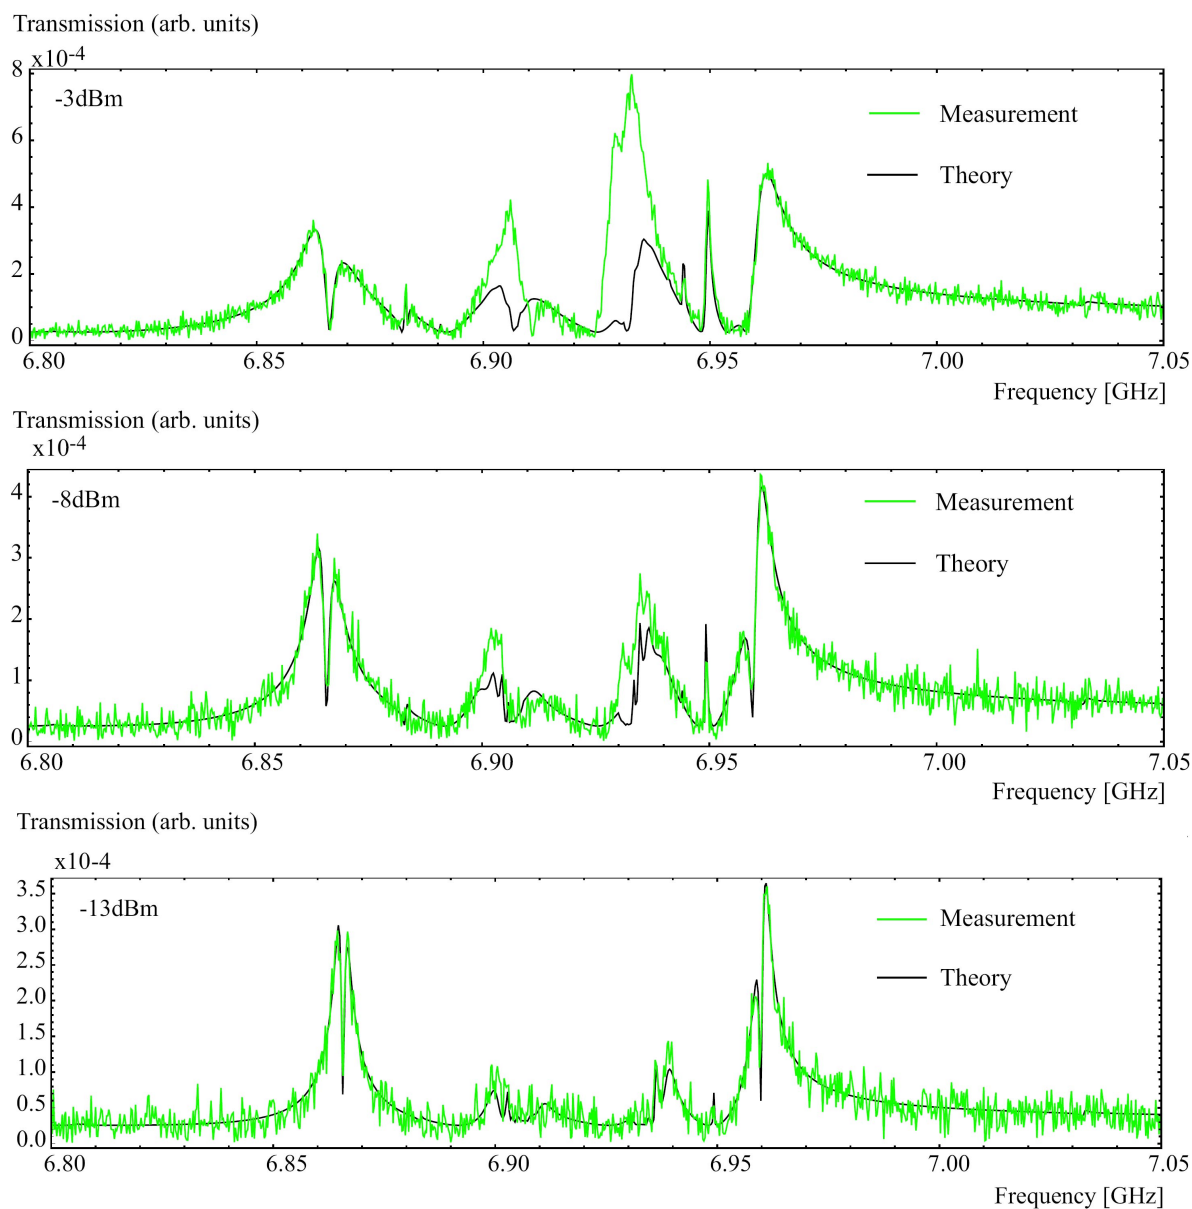 Transmission (arb. units)
x10-4
8
-3dBm
Measurement
6
Theory
4
2
0
6.80 6.85 6.90 6.95 7.00 7.05
Frequency [GHz]
Transmission (arb. units)
x10-4
4
-8dBm
Measurement
3
Theory
2
1
0
6.80 6.85 6.90 6.95 7.00 7.05
Frequency [GHz]
Transmission (arb. units)
x10-4
3.5
-13dBm
Measurement
3.0
2.5
Theory
2.0
1.5
1.0
0.5
0.0
6.80 6.85 6.90 6.95 7.00 7.05
Frequency [GHz]